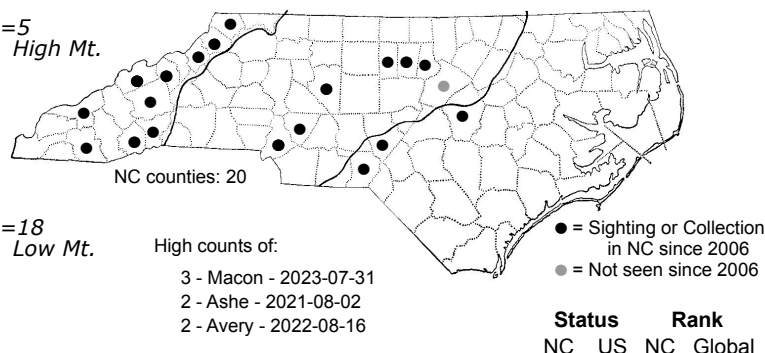 =5
High Mt.
NC counties: 20
=18
Low Mt.
High counts of:
3 - Macon - 2023-07-31
2 - Ashe - 2021-08-02
2 - Avery - 2022-08-16
= Sighting or Collection
in NC since 2006
= Not seen since 2006
Status Rank
NC US NC Global